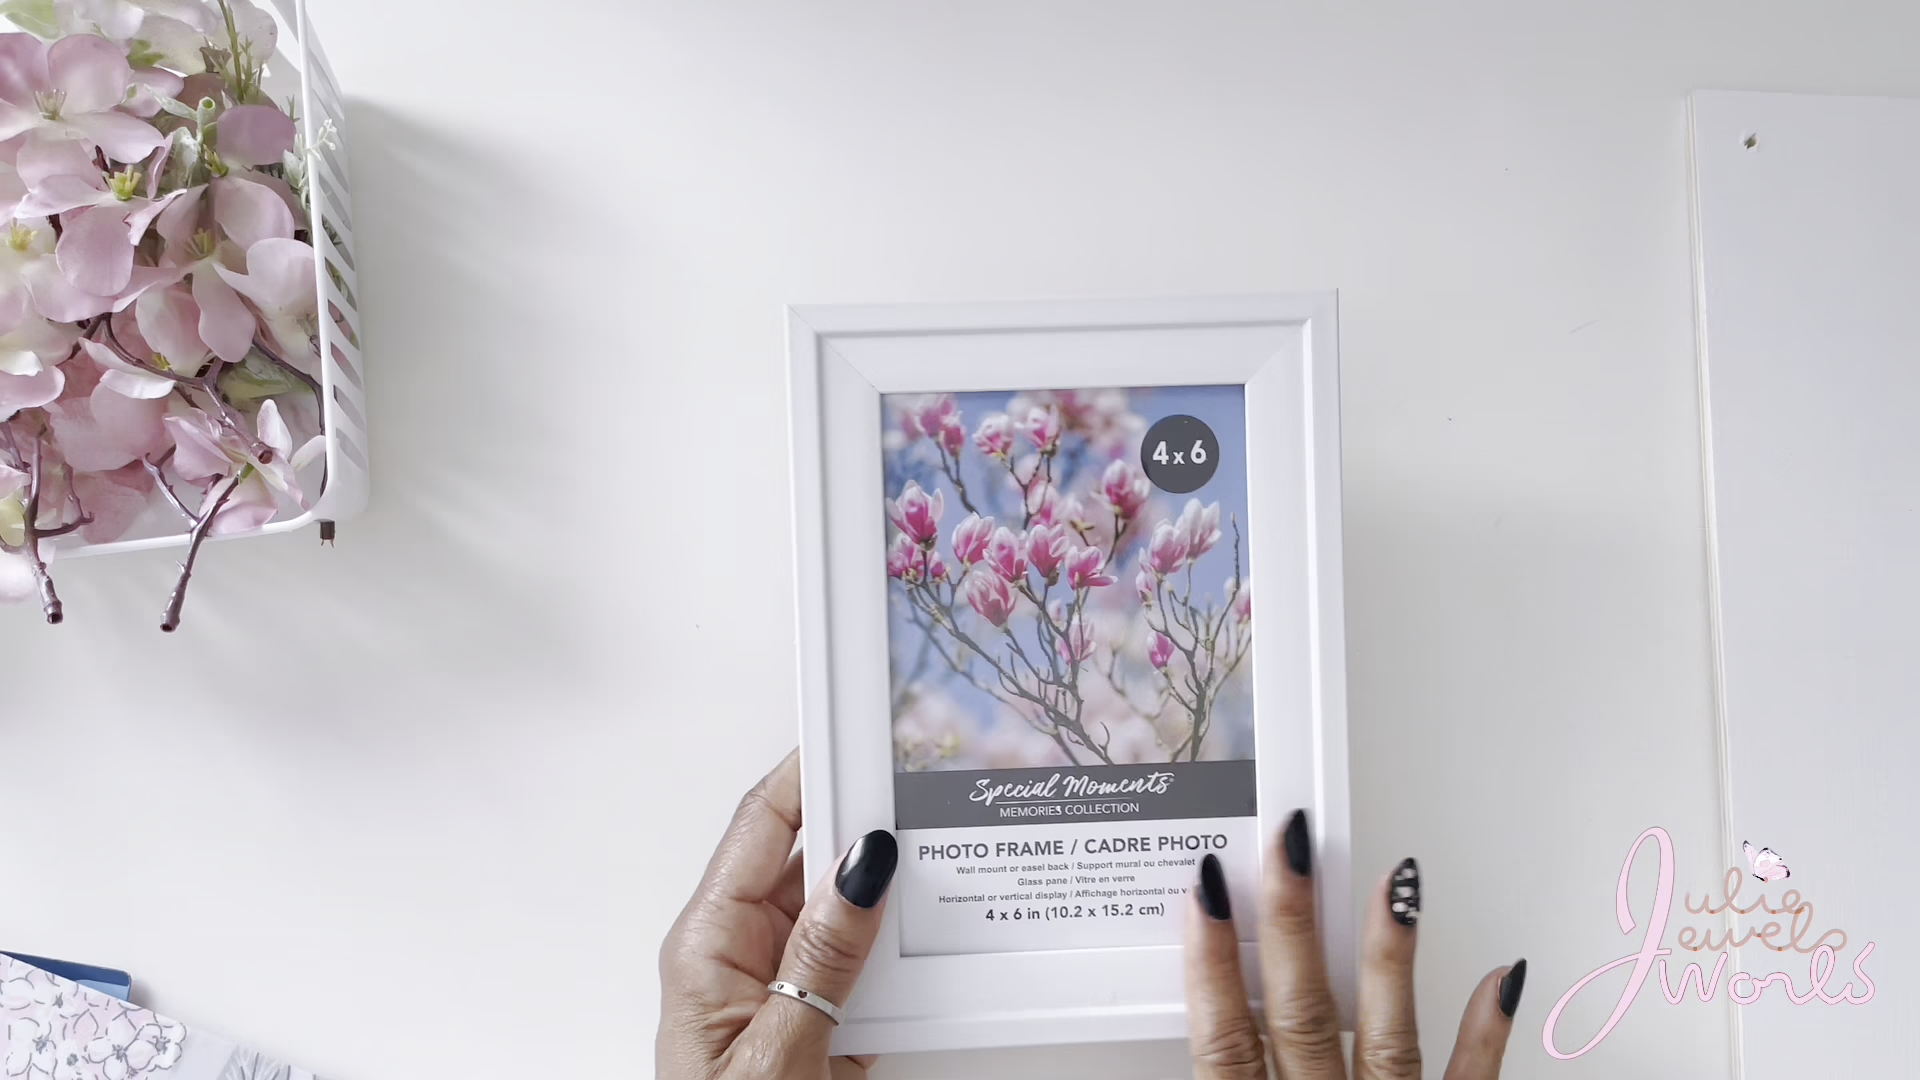 4 x 6
Special Moments®
MEMORIES COLLECTION
PHOTO FRAME / CADRE PHOTO
Wall mount or easel back / Support mural ou chevalet
Glass pane / Vitre en verre
Horizontal or vertical display / Affichage horizontal ou
4 x 6 in (10.2 x 15.2 cm)
Julie
Jewels
Works